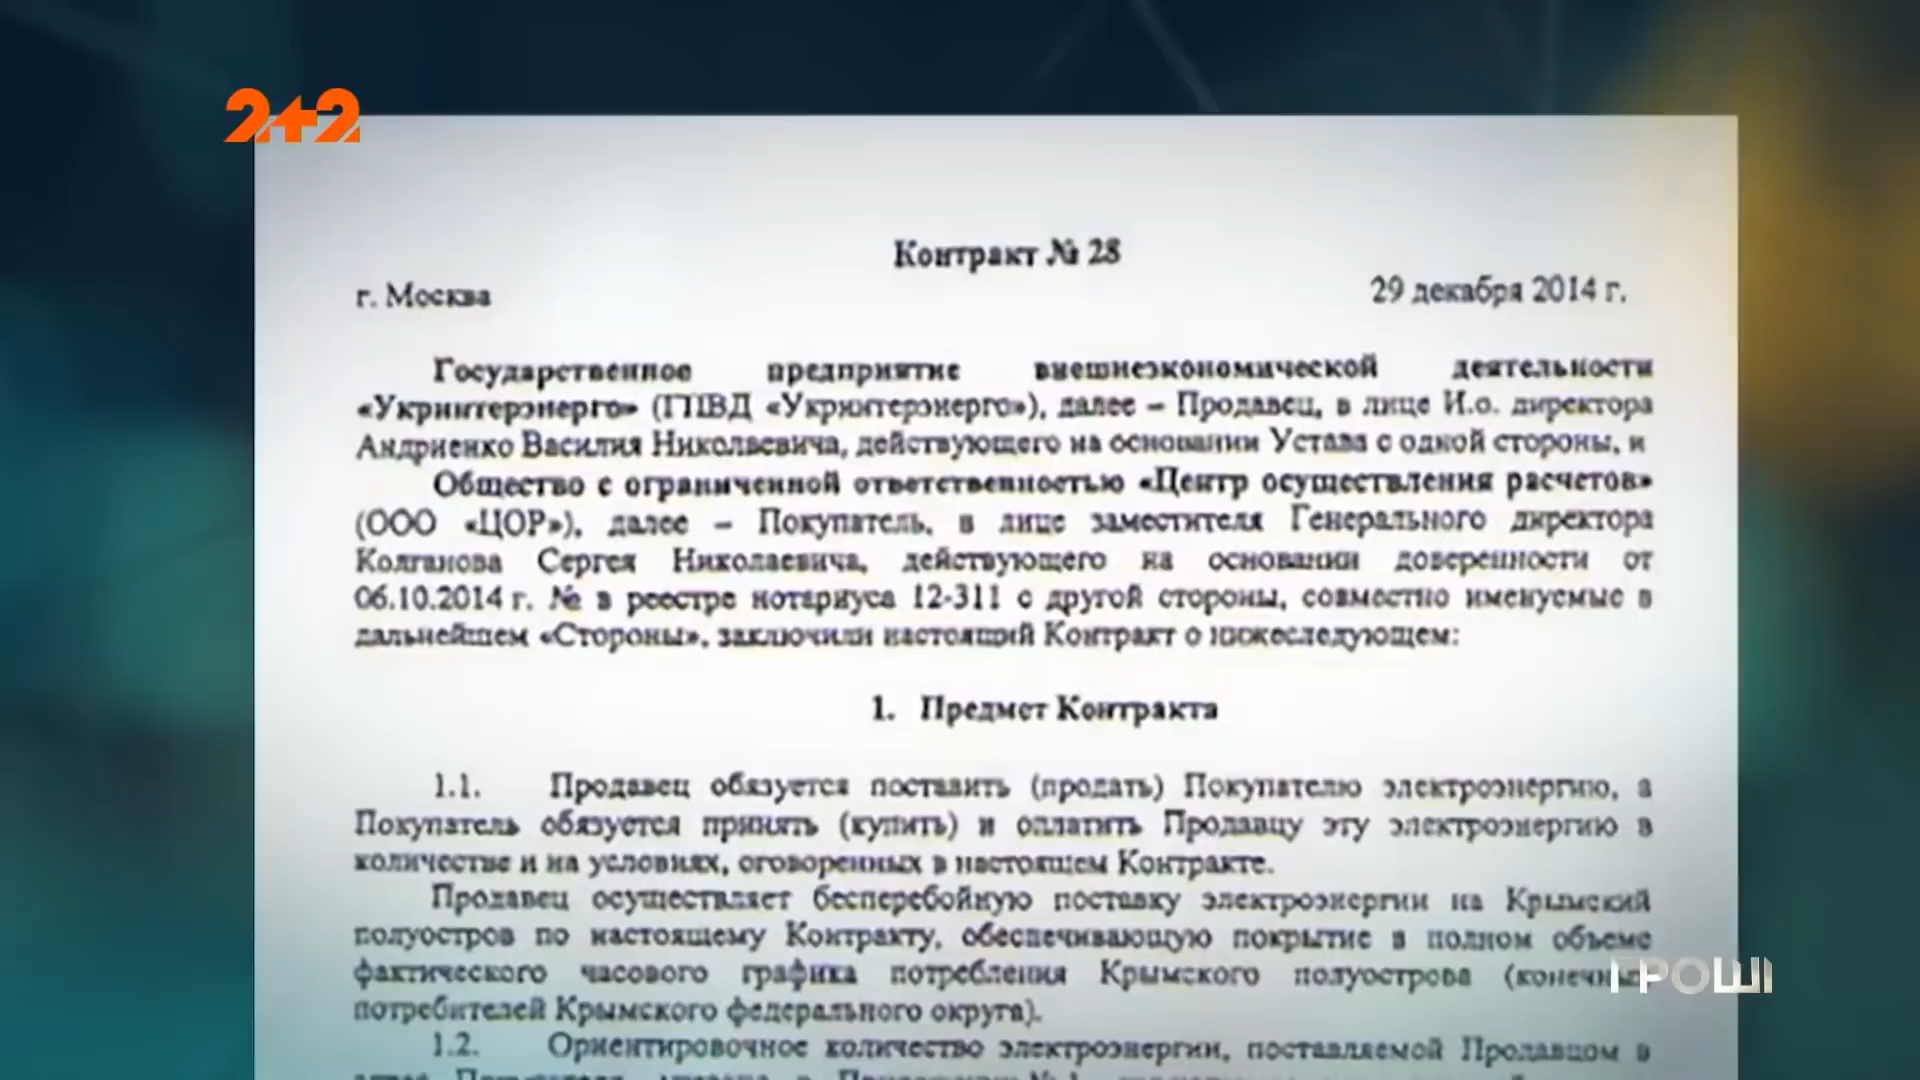 2+2
Контракт № 28
г. Москва
29 декабря 2014 г.
Государственное предприятие внешнеэкономической деятельности
«Укринтерэнерго» (ГПВД «Укринтерэнерго»), далее – Продавец, в лице И.о. директора
Андриенко Василия Николаевича, действующего на основании Устава с одной стороны, и
Общество с ограниченной ответственностью «Центр осуществления расчетов»
(ООО «ЦОР»), далее – Покупатель, в лице заместителя Генерального директора
Колганова Сергея Николаевича, действующего на основании доверенности от
06.10.2014 г. № в реестре нотариуса 12-311 с другой стороны, совместно именуемые в
дальнейшем «Стороны», заключили настоящий Контракт о нижеследующем:
1. Предмет Контракта
1.1. Продавец обязуется поставить (продать) Покупателю электроэнергию, а
Покупатель обязуется принять (купить) и оплатить Продавцу эту электроэнергию в
количестве и на условиях, оговоренных в настоящем Контракте.
Продавец осуществляет бесперебойную поставку электроэнергии на Крымский
полуостров по настоящему Контракту, обеспечивающую покрытие в полном объеме
фактического часового графика потребления Крымского полуострова
потребителей Крымского федерального округа).
ГРОШІ
1.2. Ориентировочное количество электроэнергии, поставляемой Продавцом в